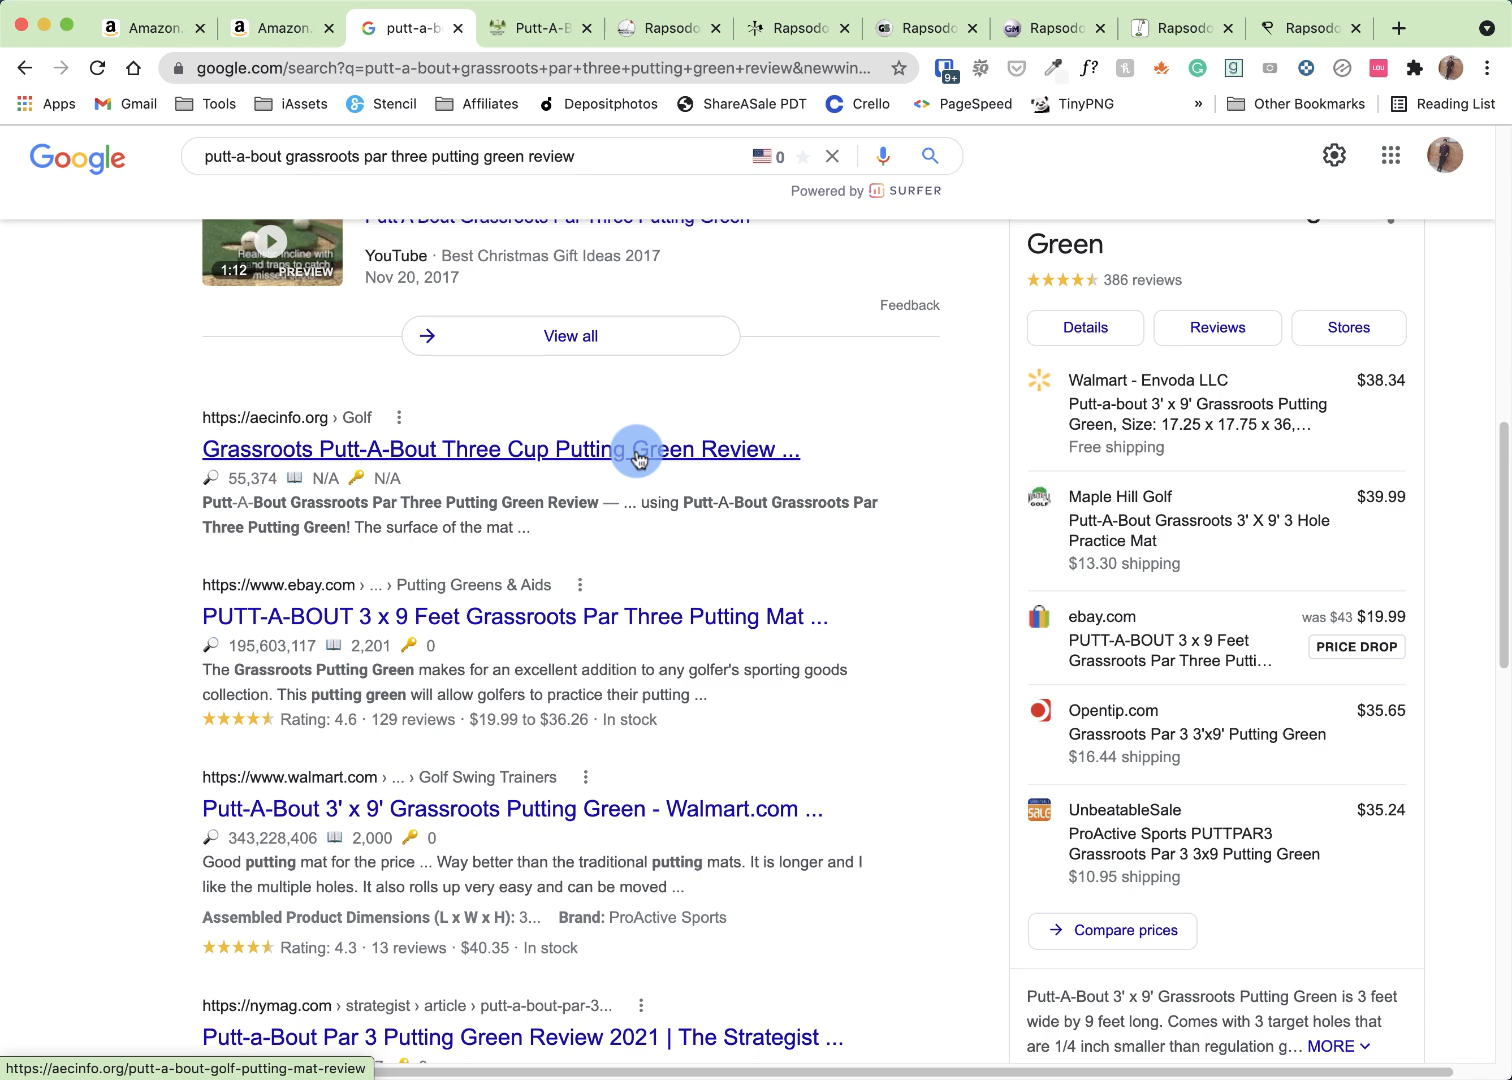 Amazon.
Amazon.
putt-a-b
Putt-A-B
Rapsodo
Rapsodo
Rapsodo
Rapsodo
Rapsodo
Rapsodo
google.com/search?q=putt-a-bout+grassroots+par+three+putting+green+review&newwin...
9+
f?
LOU
Apps
Gmail
Tools
iAssets
Stencil
Affiliates
Depositphotos
ShareASale PDT
Crello
PageSpeed
TinyPNG
»
Other Bookmarks
Reading List
Google
putt-a-bout grassroots par three putting green review
0
Powered by SURFER
Putt A Bout Grassroots Par Three Putting Green
1:12
PREVIEW
YouTube · Best Christmas Gift Ideas 2017
Nov 20, 2017
Feedback
View all
https://aecinfo.org › Golf
Grassroots Putt-A-Bout Three Cup Putting Green Review ...
55,374 N/A N/A
Putt-A-Bout Grassroots Par Three Putting Green Review — ... using Putt-A-Bout Grassroots Par
Three Putting Green! The surface of the mat ...
https://www.ebay.com › ... › Putting Greens & Aids
PUTT-A-BOUT 3 x 9 Feet Grassroots Par Three Putting Mat ...
195,603,117 2,201 0
The Grassroots Putting Green makes for an excellent addition to any golfer's sporting goods
collection. This putting green will allow golfers to practice their putting ...
Rating: 4.6 · 129 reviews · $19.99 to $36.26 · In stock
https://www.walmart.com › ... › Golf Swing Trainers
Putt-A-Bout 3' x 9' Grassroots Putting Green - Walmart.com ...
343,228,406 2,000 0
Good putting mat for the price ... Way better than the traditional putting mats. It is longer and I
like the multiple holes. It also rolls up very easy and can be moved ...
Assembled Product Dimensions (L x W x H): 3... Brand: ProActive Sports
Rating: 4.3 · 13 reviews · $40.35 · In stock
https://nymag.com › strategist › article › putt-a-bout-par-3...
Putt-a-Bout Par 3 Putting Green Review 2021 | The Strategist ...
https://aecinfo.org/putt-a-bout-golf-putting-mat-review
Green
386 reviews
Details
Reviews
Stores
Walmart - Envoda LLC $38.34
Putt-a-bout 3' x 9' Grassroots Putting
Green, Size: 17.25 x 17.75 x 36,...
Free shipping
Maple Hill Golf $39.99
Putt-A-Bout Grassroots 3' X 9' 3 Hole
Practice Mat
$13.30 shipping
ebay.com was $43 $19.99
PUTT-A-BOUT 3 x 9 Feet
Grassroots Par Three Putti...
PRICE DROP
Opentip.com $35.65
Grassroots Par 3 3'x9' Putting Green
$16.44 shipping
UnbeatableSale $35.24
ProActive Sports PUTTPAR3
Grassroots Par 3 3x9 Putting Green
$10.95 shipping
Compare prices
Putt-A-Bout 3' x 9' Grassroots Putting Green is 3 feet
wide by 9 feet long. Comes with 3 target holes that
are 1/4 inch smaller than regulation g... MORE